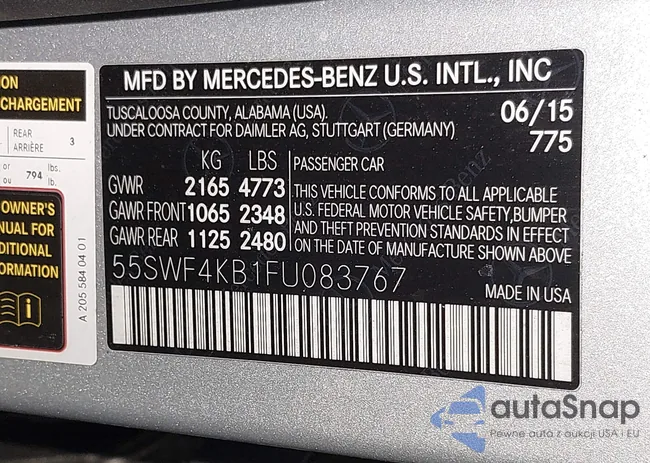 ION
CHARGEMENT
REAR
ARRIÈRE
3
or
ou
794
lbs.
lb.
OWNER'S
UAL FOR
DITIONAL
ORMATION
A 205 584 04 01
MFD BY MERCEDES-BENZ U.S. INTL., INC
TUSCALOOSA COUNTY, ALABAMA (USA).
06/15
UNDER CONTRACT FOR DAIMLER AG, STUTTGART (GERMANY)
775
KG LBS
PASSENGER CAR
GVWR 2165 4773
GAWR FRONT 1065 2348
GAWR REAR 1125 2480
THIS VEHICLE CONFORMS TO ALL APPLICABLE
U.S. FEDERAL MOTOR VEHICLE SAFETY,BUMPER
AND THEFT PREVENTION STANDARDS IN EFFECT
ON THE DATE OF MANUFACTURE SHOWN ABOVE
55SWF4KB1FU083767
MADE IN USA
autaSnap
Pewne auta z aukcji USA i EU